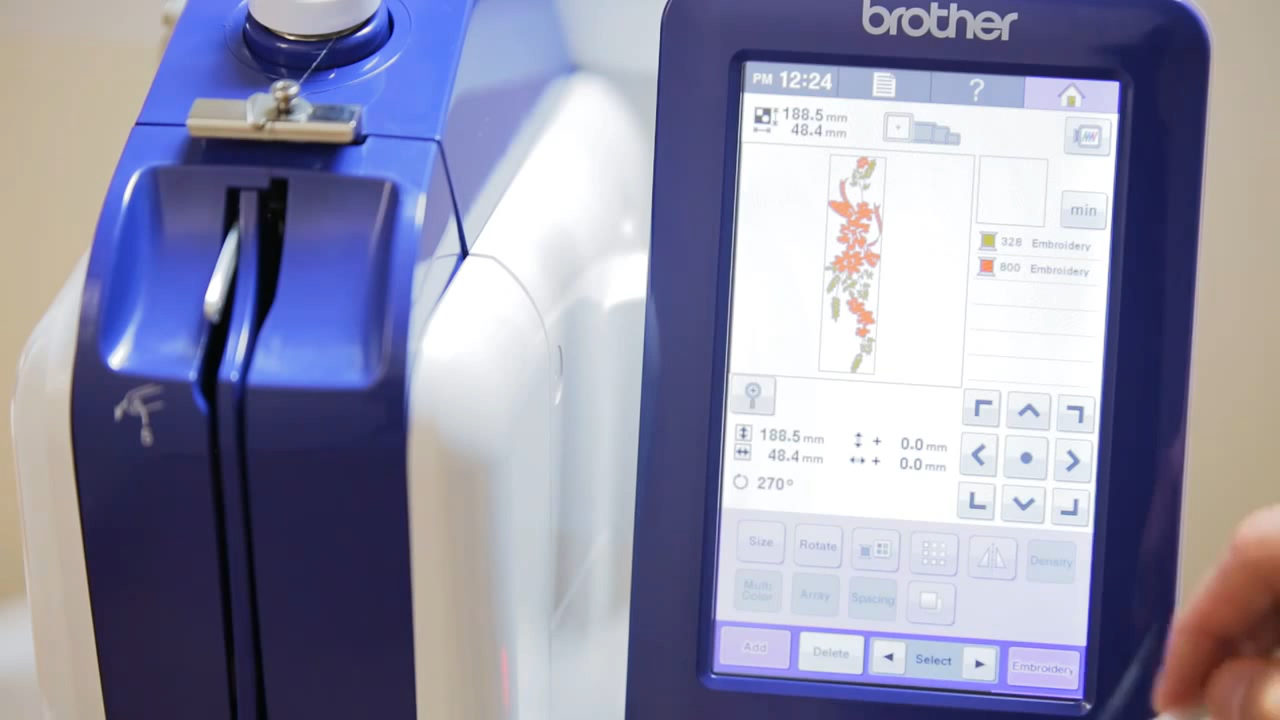 brother
PM 12:24 ?
188.5 mm
48.4 mm
min
328 Embroidery
800 Embroidery
188.5 mm + 0.0 mm
48.4 mm + 0.0 mm
270°
Size Rotate Density
Multi Color Array Spacing
Add Delete Select Embroidery